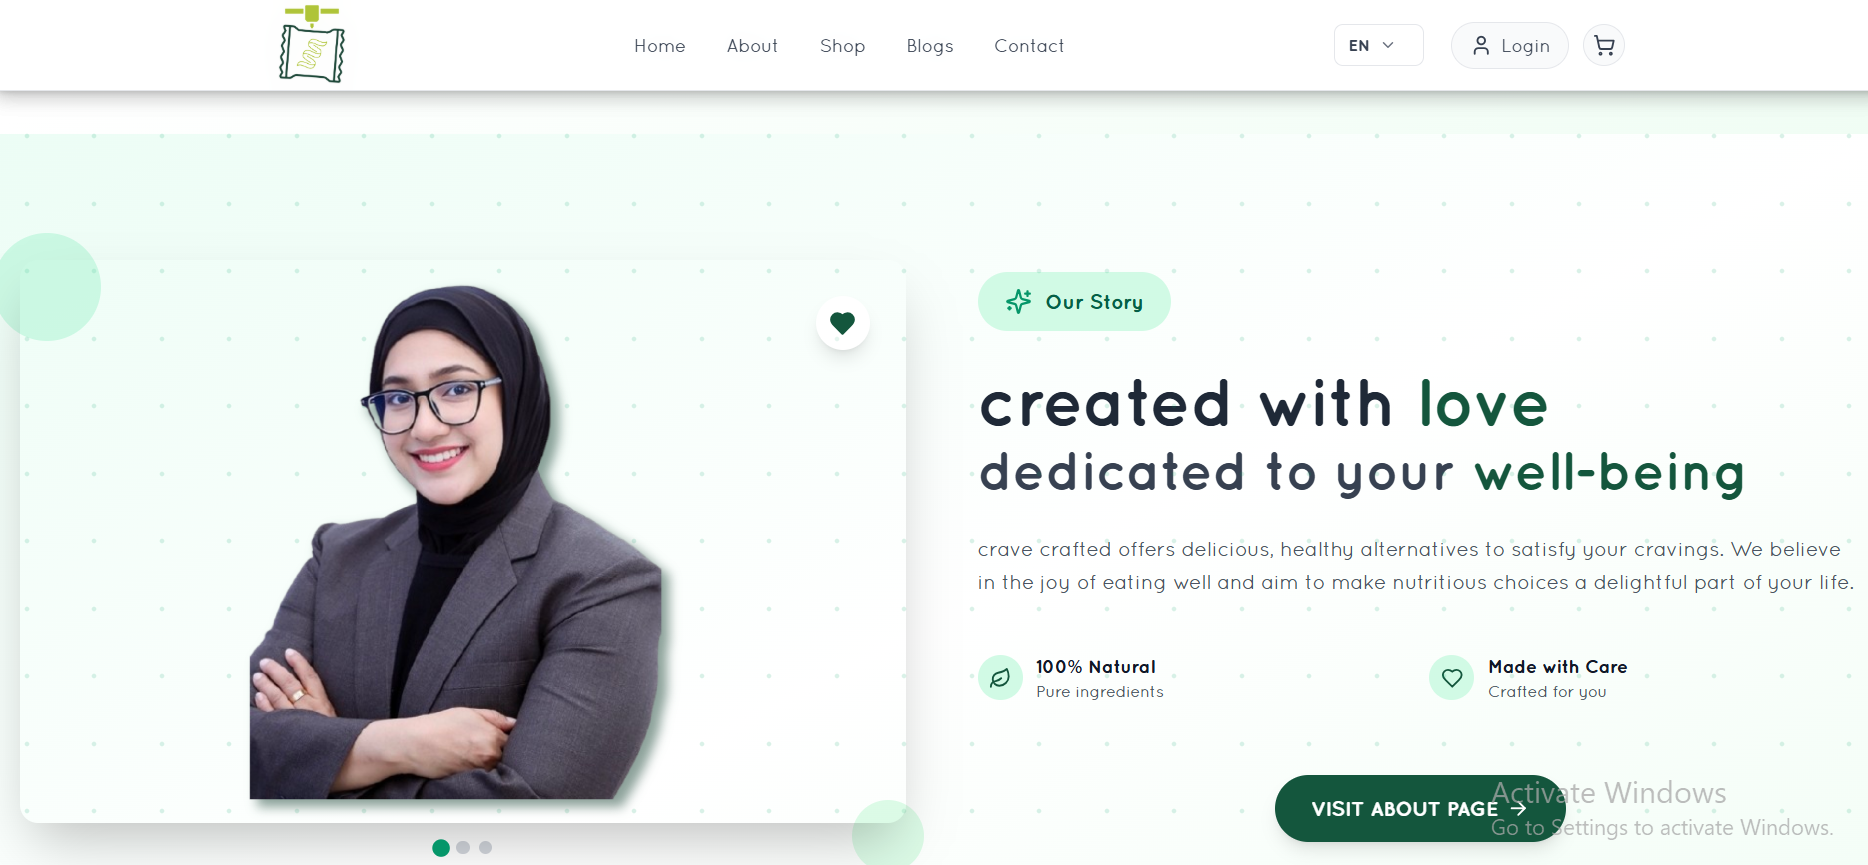 Home About Shop Blogs Contact EN Login
Our Story
created with love
dedicated to your well-being
crave crafted offers delicious, healthy alternatives to satisfy your cravings. We believe
in the joy of eating well and aim to make nutritious choices a delightful part of your life.
100% Natural
Pure ingredients
Made with Care
Crafted for you
VISIT ABOUT PAGE →
Activate Windows
Go to Settings to activate Windows.